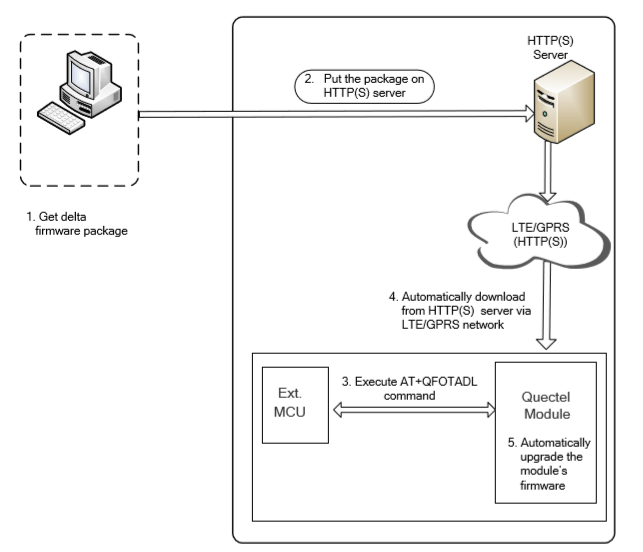 HTTP(S)
Server
2. Put the package on
HTTP(S) server
1. Get delta
firmware package
LTE/GPRS
(HTTP(S))
4. Automatically download
from HTTP(S) server via
LTE/GPRS network
3. Execute AT+QFOTADL
command
Ext.
MCU
Quectel
Module
5. Automatically
upgrade the
module's
firmware